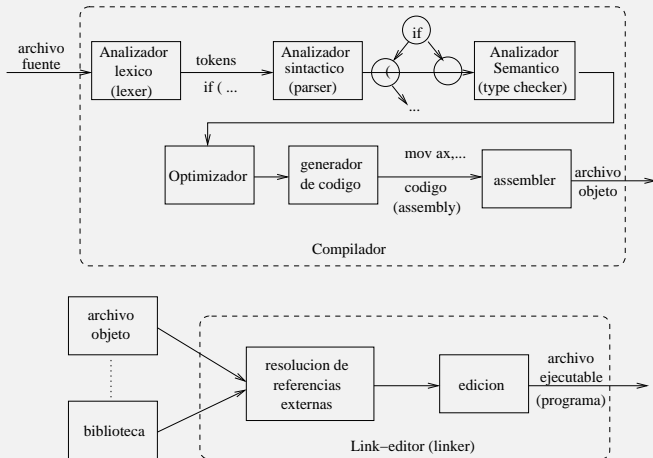 archivo
fuente
Analizador
lexico
(lexer)
tokens
if ( ...
Analizador
sintactico
(parser)
if
(
...
Analizador
Semantico
(type checker)
Optimizador
generador
de codigo
mov ax,...
codigo
(assembly)
assembler
archivo
objeto
Compilador
archivo
objeto
biblioteca
resolucion de
referencias
externas
edicion
archivo
ejecutable
(programa)
Link-editor (linker)